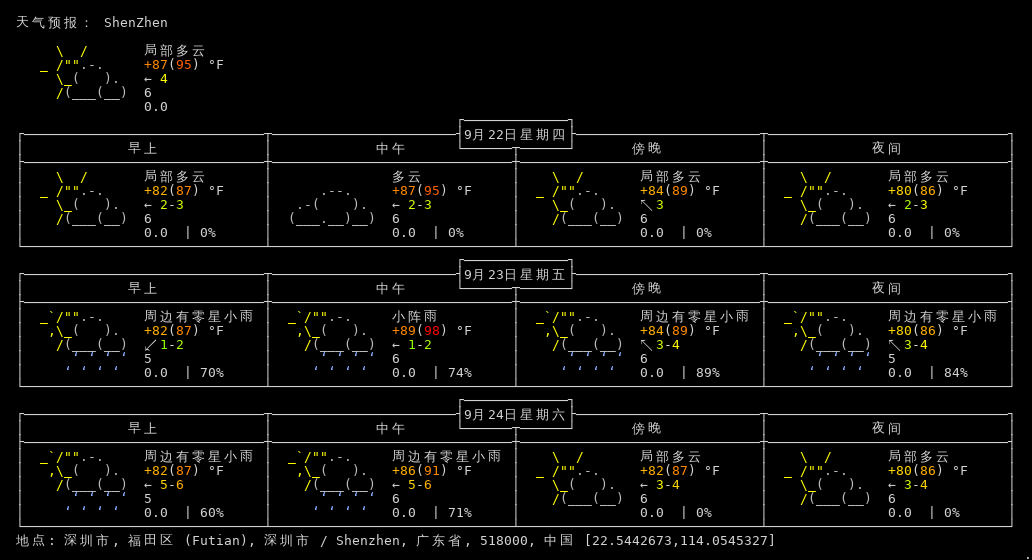 天气预报： ShenZhen
局部多云
+87(95) °F
← 4
6
0.0
9月22日星期四
早上 中午 傍晚 夜间
局部多云 多云 局部多云 局部多云
+82(87) °F +87(95) °F +84(89) °F +80(86) °F
← 2-3 ← 2-3 ↖ 3 ← 2-3
6 6 6 6
0.0 | 0% 0.0 | 0% 0.0 | 0% 0.0 | 0%
9月23日星期五
早上 中午 傍晚 夜间
周边有零星小雨 小阵雨 周边有零星小雨 周边有零星小雨
+82(87) °F +89(98) °F +84(89) °F +80(86) °F
↙ 1-2 ← 1-2 ↖ 3-4 ↖ 3-4
5 6 6 5
0.0 | 70% 0.0 | 74% 0.0 | 89% 0.0 | 84%
9月24日星期六
早上 中午 傍晚 夜间
周边有零星小雨 周边有零星小雨 局部多云 局部多云
+82(87) °F +86(91) °F +82(87) °F +80(86) °F
← 5-6 ← 5-6 ← 3-4 ← 3-4
5 6 6 6
0.0 | 60% 0.0 | 71% 0.0 | 0% 0.0 | 0%
地点: 深圳市, 福田区 (Futian), 深圳市 / Shenzhen, 广东省, 518000, 中国 [22.5442673,114.0545327]